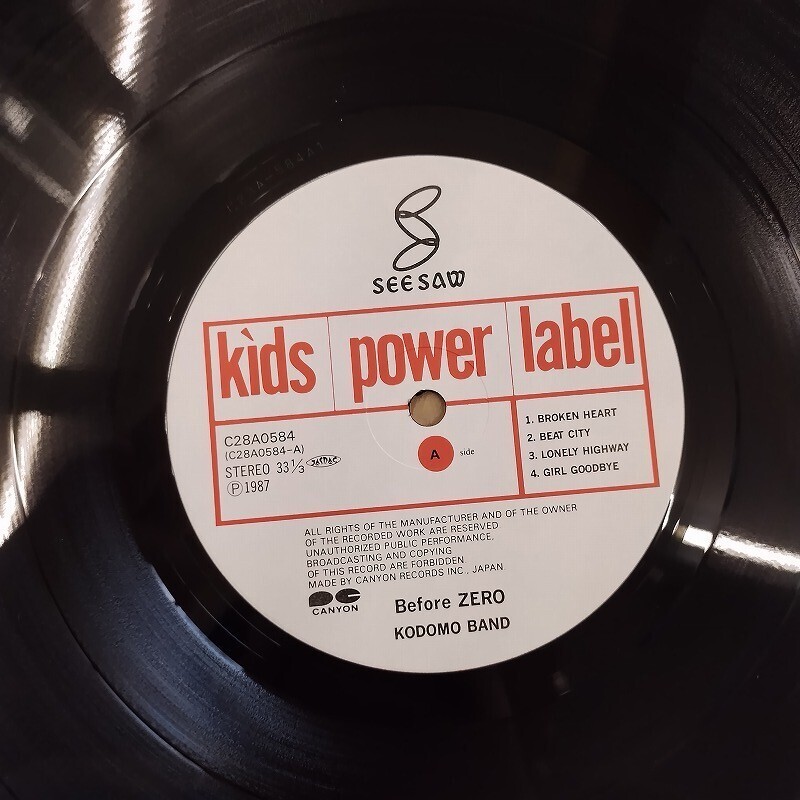 SEESAW
kìds power label
C28A0584
(C28A0584-A)
STEREO 33 1/3 JASRAC
Ⓟ1987
A side
1. BROKEN HEART
2. BEAT CITY
3. LONELY HIGHWAY
4. GIRL GOODBYE
ALL RIGHTS OF THE MANUFACTURER AND OF THE OWNER
OF THE RECORDED WORK ARE RESERVED
UNAUTHORIZED PUBLIC PERFORMANCE,
BROADCASTING AND COPYING
OF THIS RECORD ARE FORBIDDEN
MADE BY CANYON RECORDS INC., JAPAN
CANYON
Before ZERO
KODOMO BAND